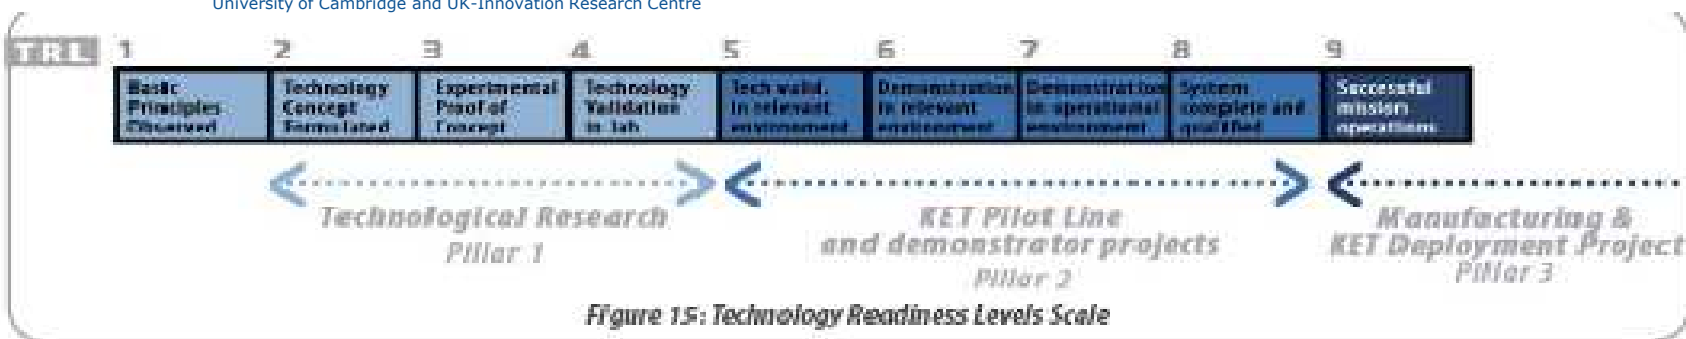 University of Cambridge and UK-Innovation Research Centre
TRL 1 2 3 4 5 6 7 8 9
Basic
Principles
Observed
Technology
Concept
Formulated
Experimental
Proof of
Concept
Technology
Validation
in lab
Tech valid.
in relevant
environment
Demonstration
in relevant
environment
Demonstration
in operational
environment
System
complete and
qualified
Successful
mission
operations
Technological Research
Pillar 1
KET Pilot Line
and demonstrator projects
Pillar 2
Manufacturing &
KET Deployment Project
Pillar 3
Figure 15: Technology Readiness Levels Scale